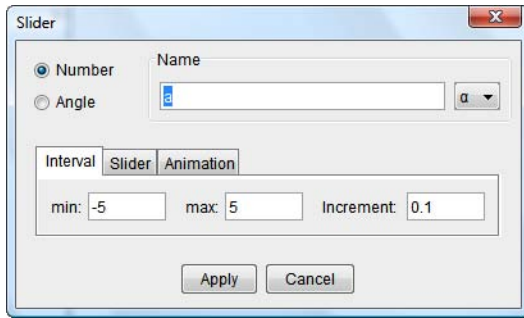 Slider
Number
Angle
Name
a
α
Interval Slider Animation
min: -5 max: 5 Increment: 0.1
Apply Cancel